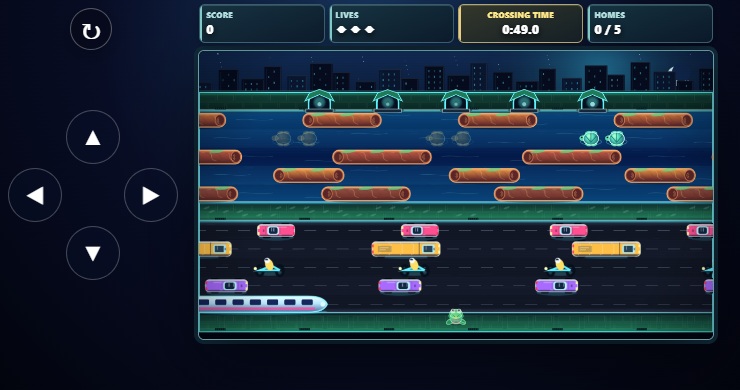 SCORE
0
LIVES
CROSSING TIME
0:49.0
HOMES
0 / 5